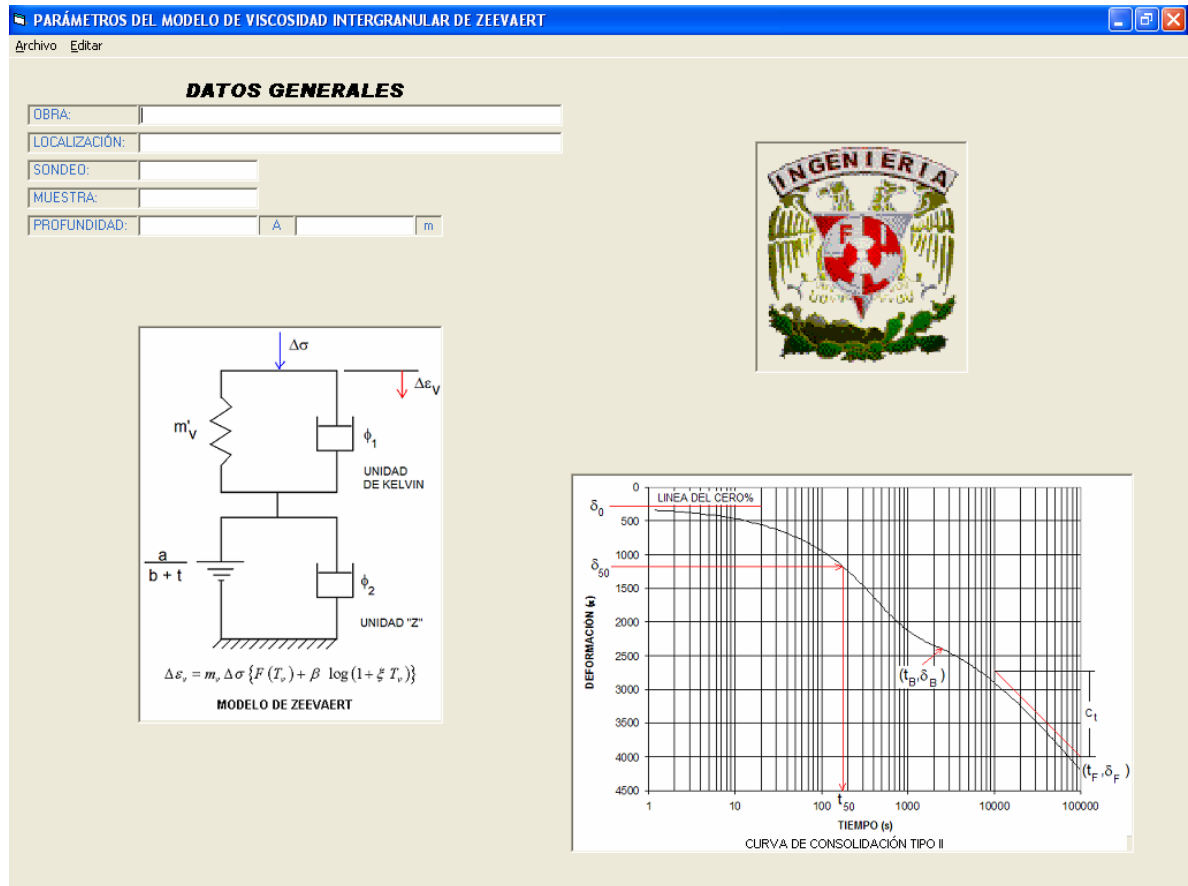 PARÁMETROS DEL MODELO DE VISCOSIDAD INTERGRANULAR DE ZEEVAERT
Archivo Editar
DATOS GENERALES
OBRA:
LOCALIZACIÓN:
SONDEO:
MUESTRA:
PROFUNDIDAD: A m
INGENIERIA
F I
Δσ
Δε_V
m'_V
ϕ_1
UNIDAD
DE KELVIN
a
b + t
ϕ_2
UNIDAD "Z"
Δε_v = m_v Δσ {F (T_v) + β log (1 + ξ T_v)}
MODELO DE ZEEVAERT
LINEA DEL CERO%
δ_0
δ_50
0
500
1000
1500
2000
2500
3000
3500
4000
4500
DEFORMACIÓN (μ)
(t_B, δ_B)
c_t
(t_F, δ_F)
1 10 100 t_50 1000 10000 100000
TIEMPO (s)
CURVA DE CONSOLIDACIÓN TIPO II